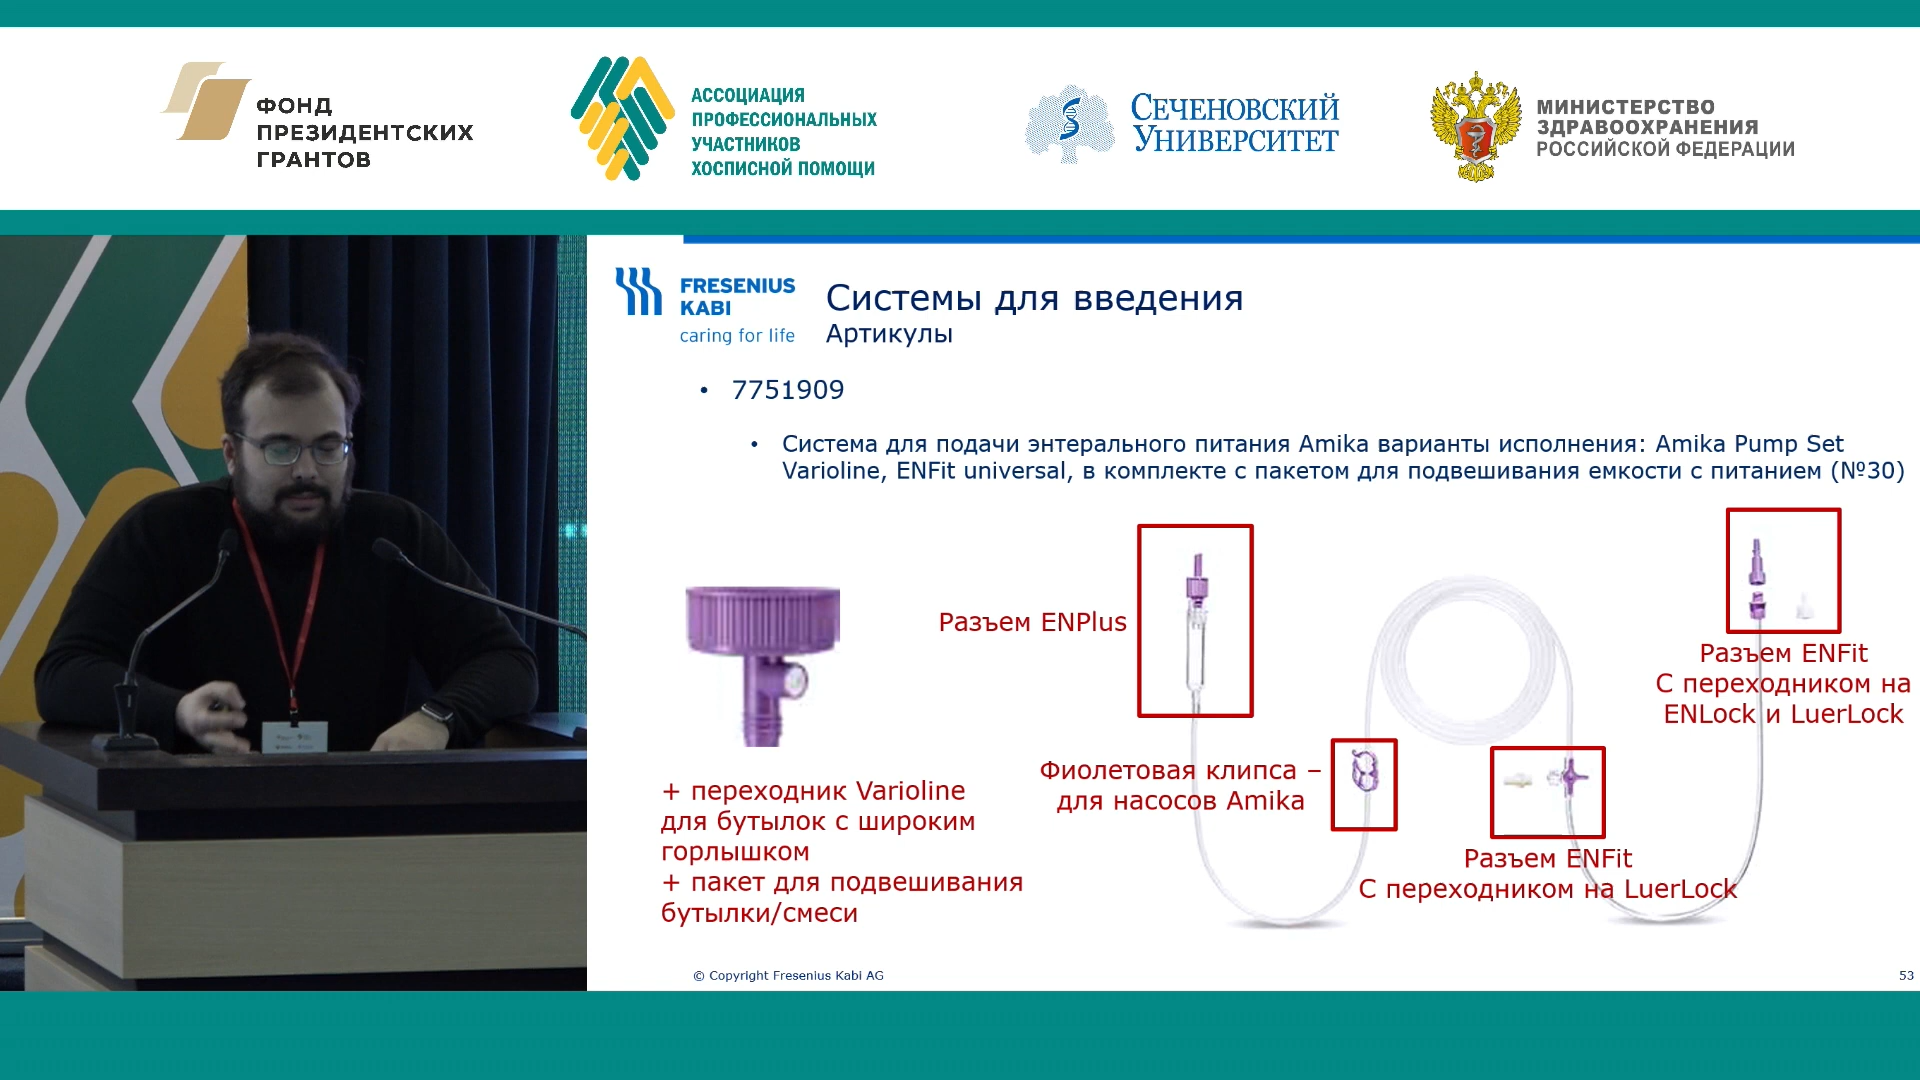 ФОНД
ПРЕЗИДЕНТСКИХ
ГРАНТОВ
АССОЦИАЦИЯ
ПРОФЕССИОНАЛЬНЫХ
УЧАСТНИКОВ
ХОСПИСНОЙ ПОМОЩИ
СЕЧЕНОВСКИЙ
УНИВЕРСИТЕТ
МИНИСТЕРСТВО
ЗДРАВООХРАНЕНИЯ
РОССИЙСКОЙ ФЕДЕРАЦИИ
FRESENIUS
KABI
caring for life
Системы для введения
Артикулы
• 7751909
• Система для подачи энтерального питания Amika варианты исполнения: Amika Pump Set
Varioline, ENFit universal, в комплекте с пакетом для подвешивания емкости с питанием (№30)
Разъем ENPlus
Разъем ENFit
С переходником на
ENLock и LuerLock
Фиолетовая клипса –
для насосов Amika
+ переходник Varioline
для бутылок с широким
горлышком
+ пакет для подвешивания
бутылки/смеси
Разъем ENFit
С переходником на LuerLock
© Copyright Fresenius Kabi AG
53